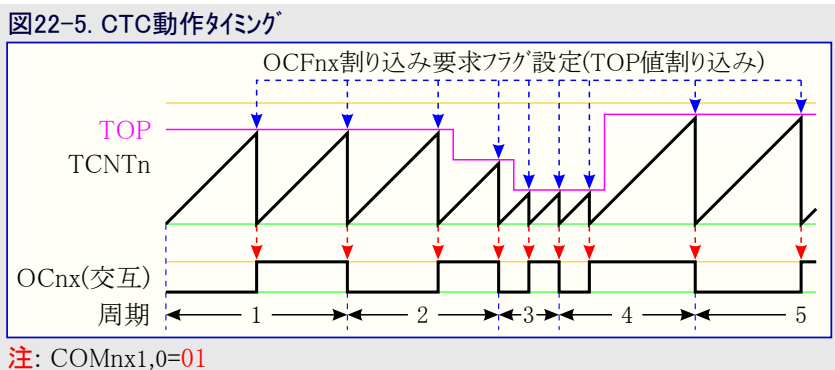 図22-5. CTC動作ﾀｲﾐﾝｸﾞ
OCFnx割り込み要求ﾌﾗｸﾞ設定(TOP値割り込み)
TOP
TCNTn
OCnx(交互)
周期 1 2 3 4 5
注: COMnx1,0=01